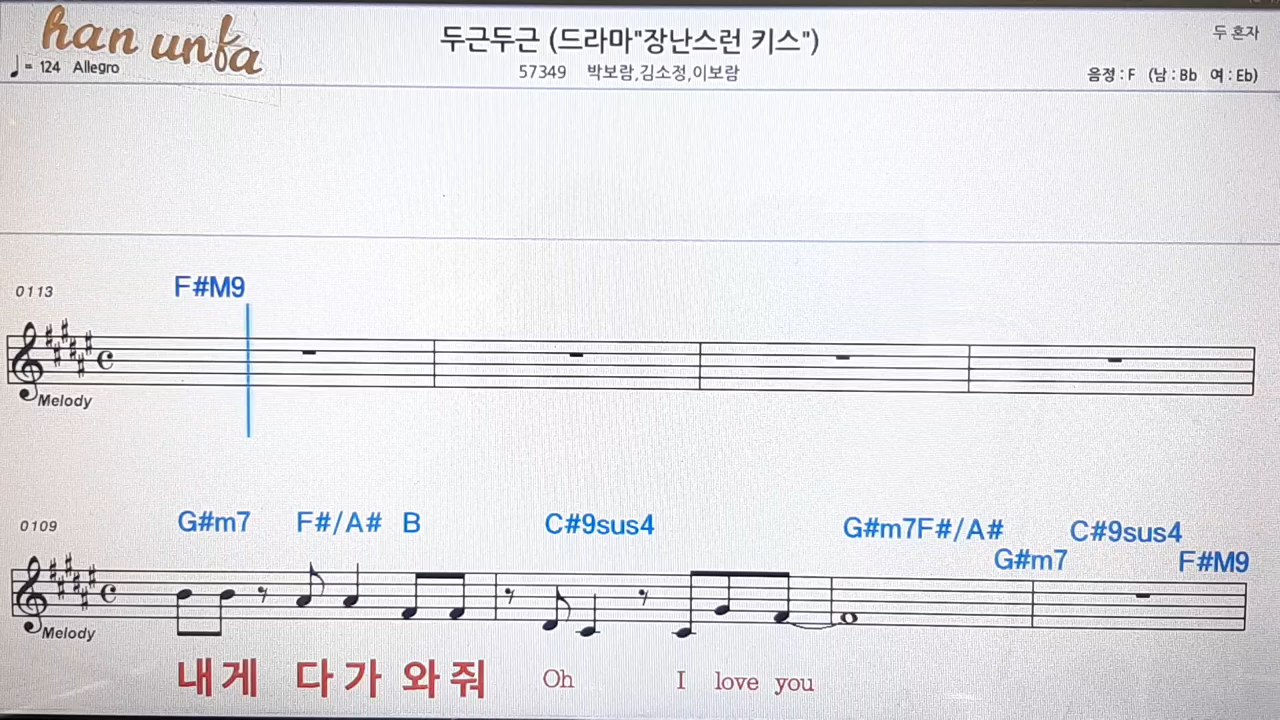 han unfa
두근두근 (드라마"장난스런 키스")
두 혼자
♩= 124 Allegro
57349 박보람,김소정,이보람
음정 : F (남 : Bb 여 : Eb)
0113
F#M9
Melody
0109
G#m7 F#/A# B C#9sus4 G#m7F#/A# C#9sus4
G#m7 F#M9
Melody
내게 다가 와줘 Oh I love you